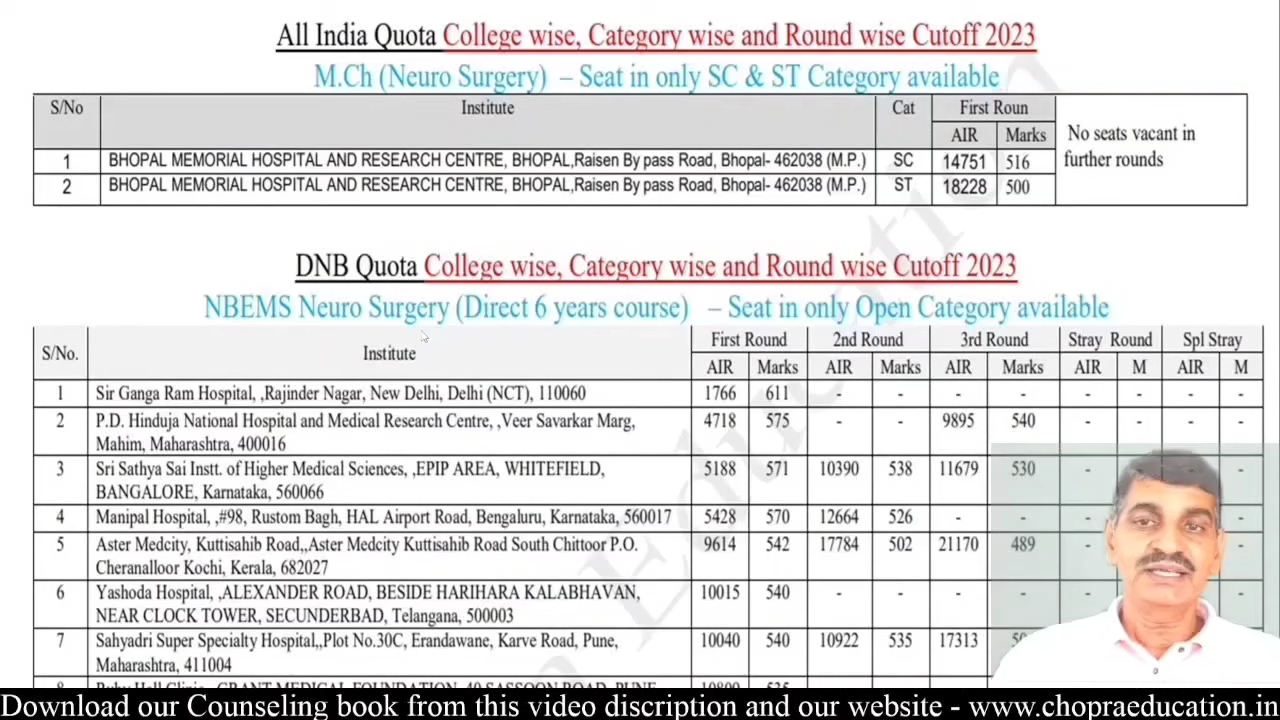 All India Quota College wise, Category wise and Round wise Cutoff 2023
M.Ch (Neuro Surgery) – Seat in only SC & ST Category available
S/No Institute Cat First Roun
AIR Marks
No seats vacant in
further rounds
1 BHOPAL MEMORIAL HOSPITAL AND RESEARCH CENTRE, BHOPAL,Raisen By pass Road, Bhopal- 462038 (M.P.) SC 14751 516
2 BHOPAL MEMORIAL HOSPITAL AND RESEARCH CENTRE, BHOPAL,Raisen By pass Road, Bhopal- 462038 (M.P.) ST 18228 500
DNB Quota College wise, Category wise and Round wise Cutoff 2023
NBEMS Neuro Surgery (Direct 6 years course) – Seat in only Open Category available
S/No. Institute First Round 2nd Round 3rd Round Stray Round Spl Stray
AIR Marks AIR Marks AIR Marks AIR M AIR M
1 Sir Ganga Ram Hospital, ,Rajinder Nagar, New Delhi, Delhi (NCT), 110060 1766 611 - - - - - - - -
2 P.D. Hinduja National Hospital and Medical Research Centre, ,Veer Savarkar Marg, 4718 575 - - 9895 540 - - - -
Mahim, Maharashtra, 400016
3 Sri Sathya Sai Instt. of Higher Medical Sciences, ,EPIP AREA, WHITEFIELD, 5188 571 10390 538 11679 530 - -
BANGALORE, Karnataka, 560066
4 Manipal Hospital, ,#98, Rustom Bagh, HAL Airport Road, Bengaluru, Karnataka, 560017 5428 570 12664 526 - - - -
5 Aster Medcity, Kuttisahib Road,,Aster Medcity Kuttisahib Road South Chittoor P.O. 9614 542 17784 502 21170 489 - -
Cheranalloor Kochi, Kerala, 682027
6 Yashoda Hospital, ,ALEXANDER ROAD, BESIDE HARIHARA KALABHAVAN, 10015 540 - - - - - -
NEAR CLOCK TOWER, SECUNDERBAD, Telangana, 500003
7 Sahyadri Super Specialty Hospital,,Plot No.30C, Erandawane, Karve Road, Pune, 10040 540 10922 535 17313 -
Maharashtra, 411004
Education
Download our Counseling book from this video discription and our website - www.chopraeducation.in